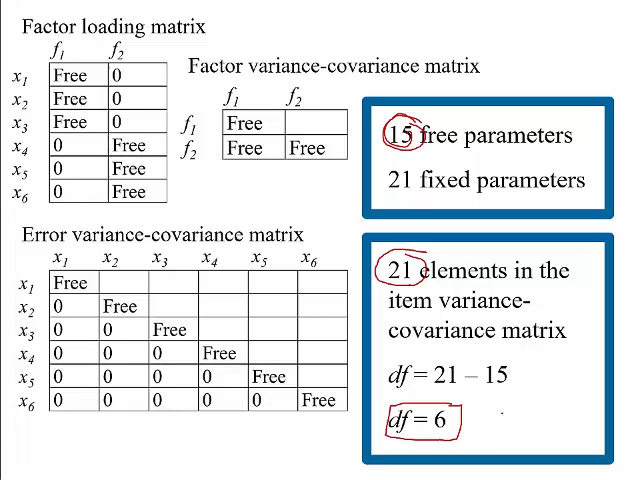 Factor loading matrix
f1 f2
x1 Free 0
x2 Free 0
x3 Free 0
x4 0 Free
x5 0 Free
x6 0 Free
Factor variance-covariance matrix
f1 f2
f1 Free
f2 Free Free
Error variance-covariance matrix
x1 x2 x3 x4 x5 x6
x1 Free
x2 0 Free
x3 0 0 Free
x4 0 0 0 Free
x5 0 0 0 0 Free
x6 0 0 0 0 0 Free
15 free parameters
21 fixed parameters
21 elements in the
item variance-
covariance matrix
df = 21 – 15
df = 6